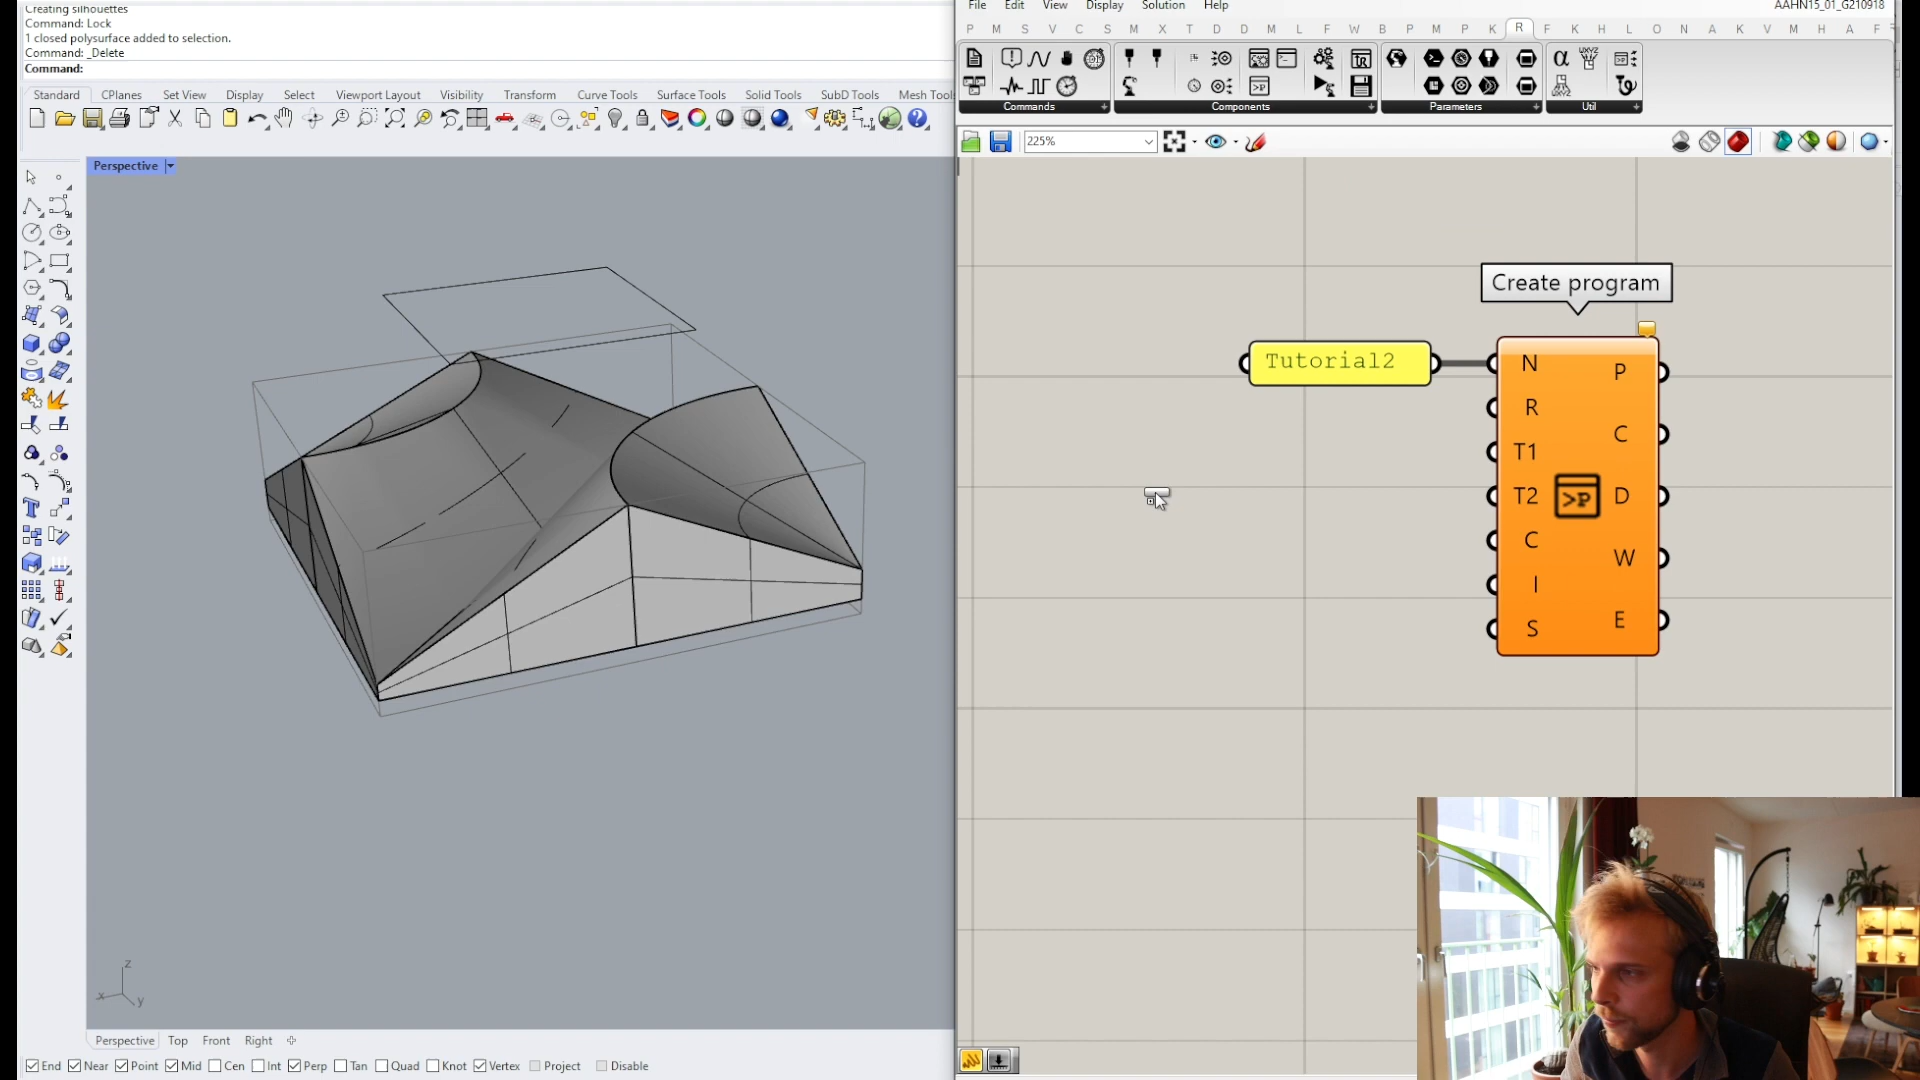 Creating silhouettes
Command: Lock
1 closed polysurface added to selection.
Command: _Delete
Command:
Standard CPlanes Set View Display Select Viewport Layout Visibility Transform Curve Tools Surface Tools Solid Tools SubD Tools Mesh Tool
Perspective
z
x y
Perspective Top Front Right
End Near Point Mid Cen Int Perp Tan Quad Knot Vertex Project Disable
File Edit View Display Solution Help
AAHN15_01_G210918
P M S V C S M X T D D M L F W B P M P K R F K H L O N A K V M H A F
Commands Components Parameters Util
225%
Create program
Tutorial2
N
R
T1
T2
C
I
S
>P
P
C
D
W
E